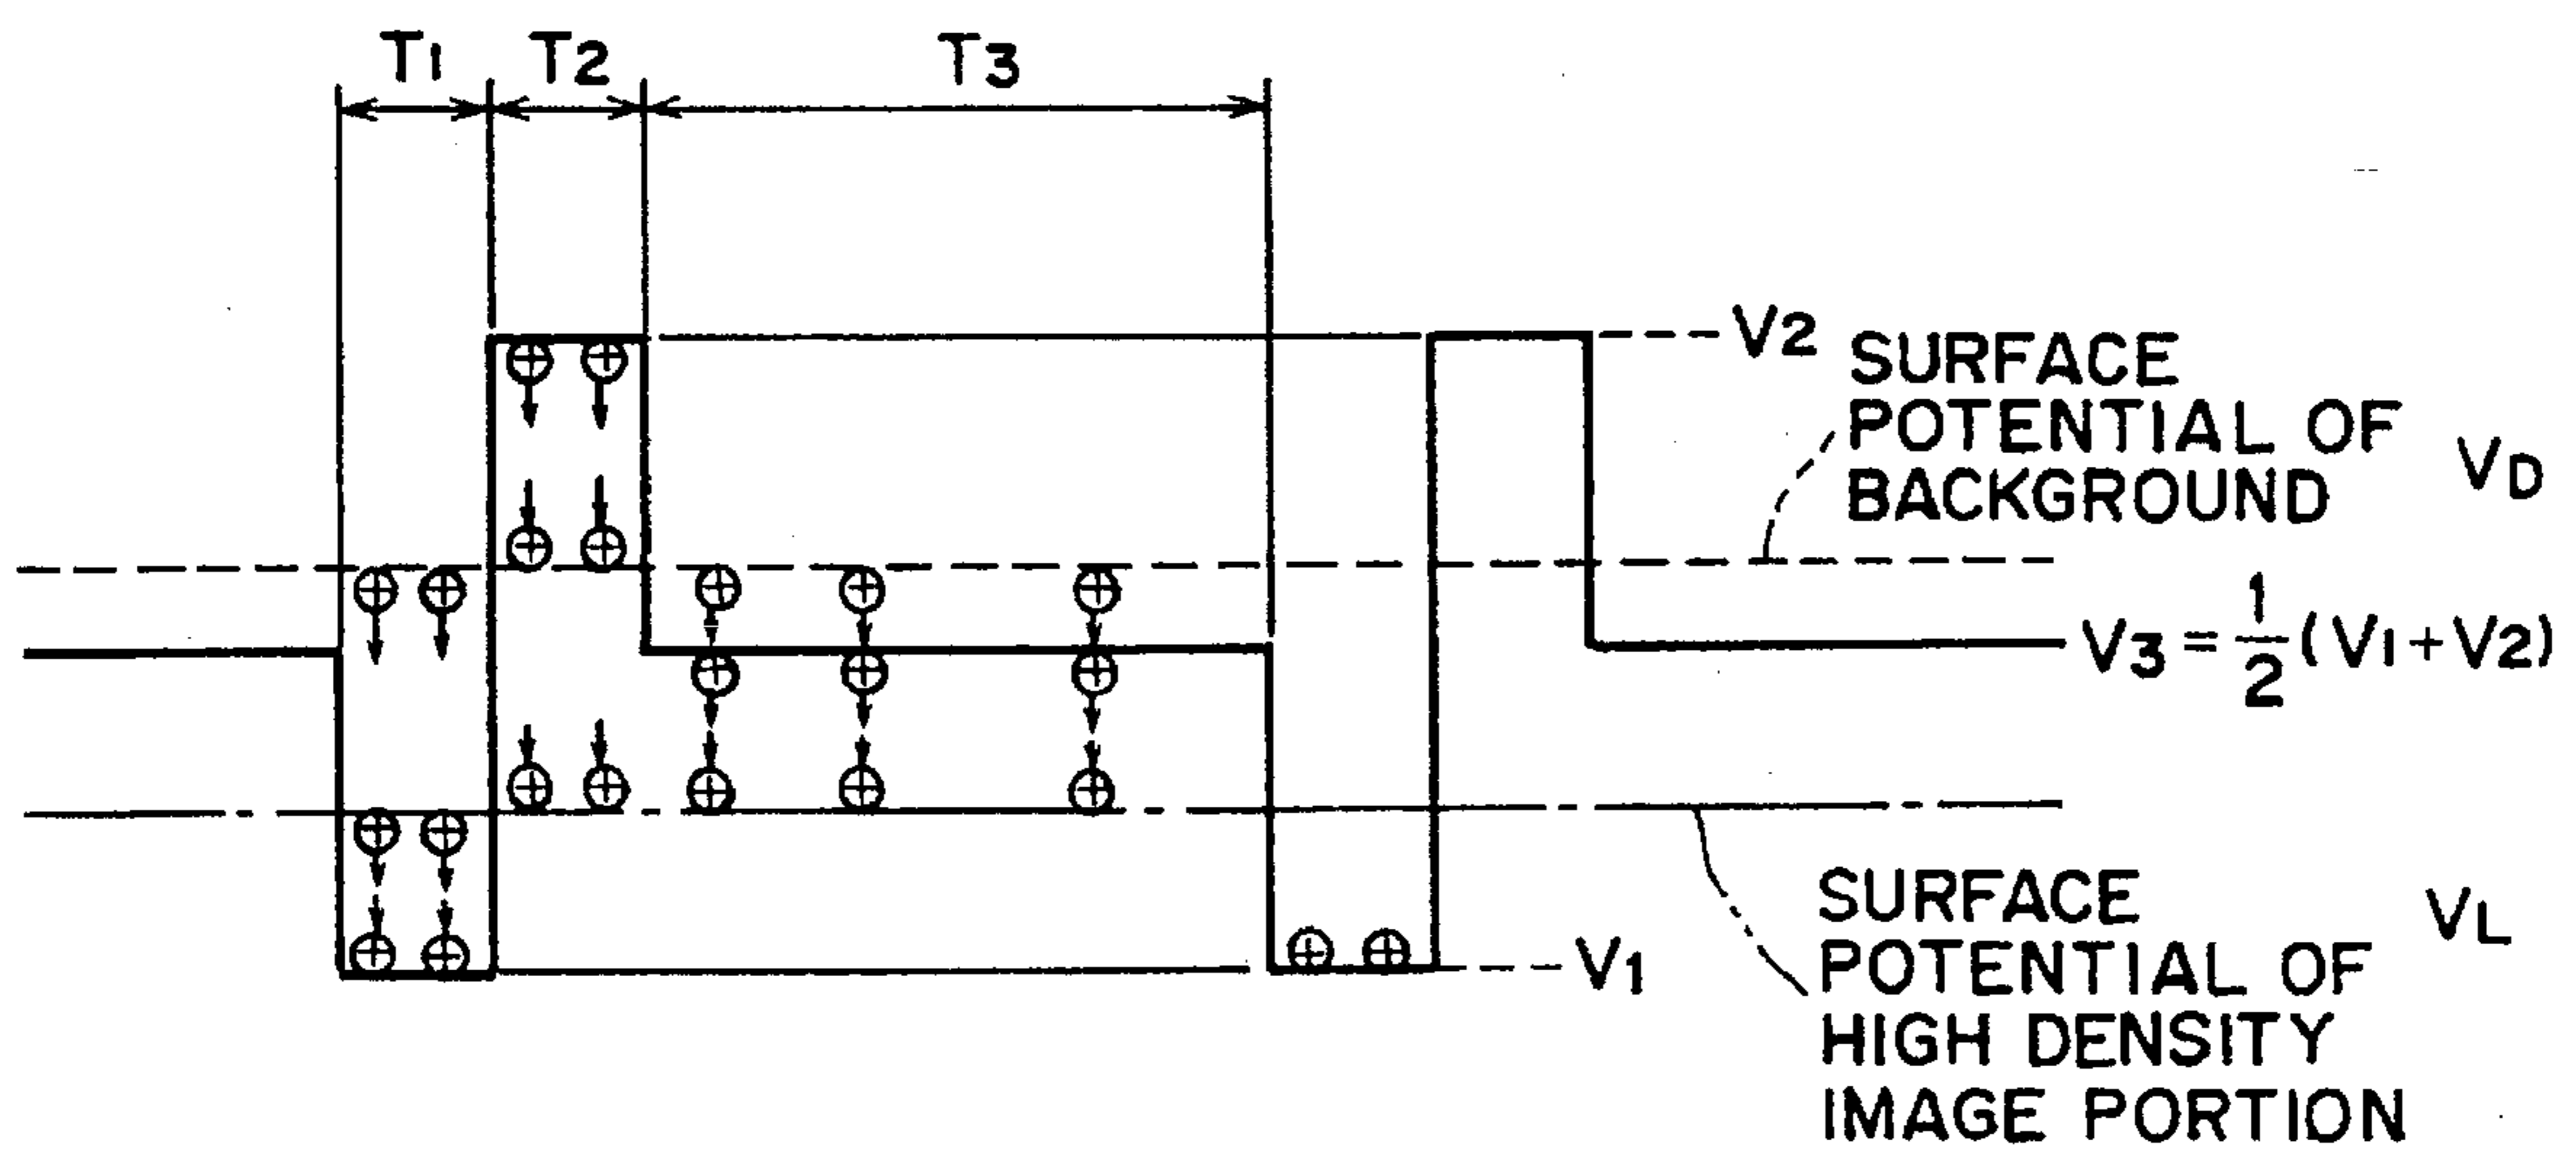 T1 T2 T3
V2
SURFACE
POTENTIAL OF
BACKGROUND
VD
V3 = 1/2 (V1+V2)
V1
SURFACE
POTENTIAL OF
HIGH DENSITY
IMAGE PORTION
VL